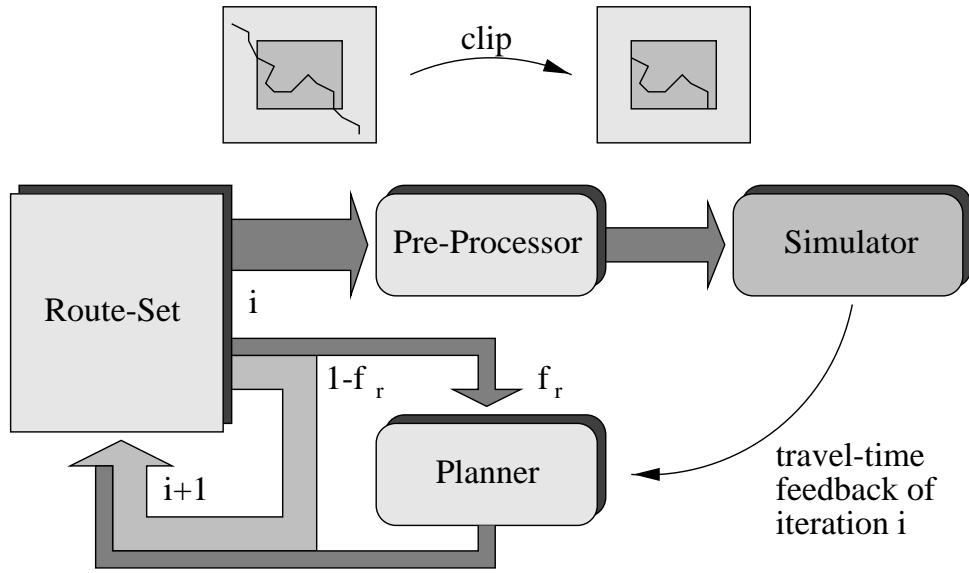 clip
Pre-Processor
Simulator
Route-Set
i
1-f r
f r
Planner
i+1
travel-time
feedback of
iteration i